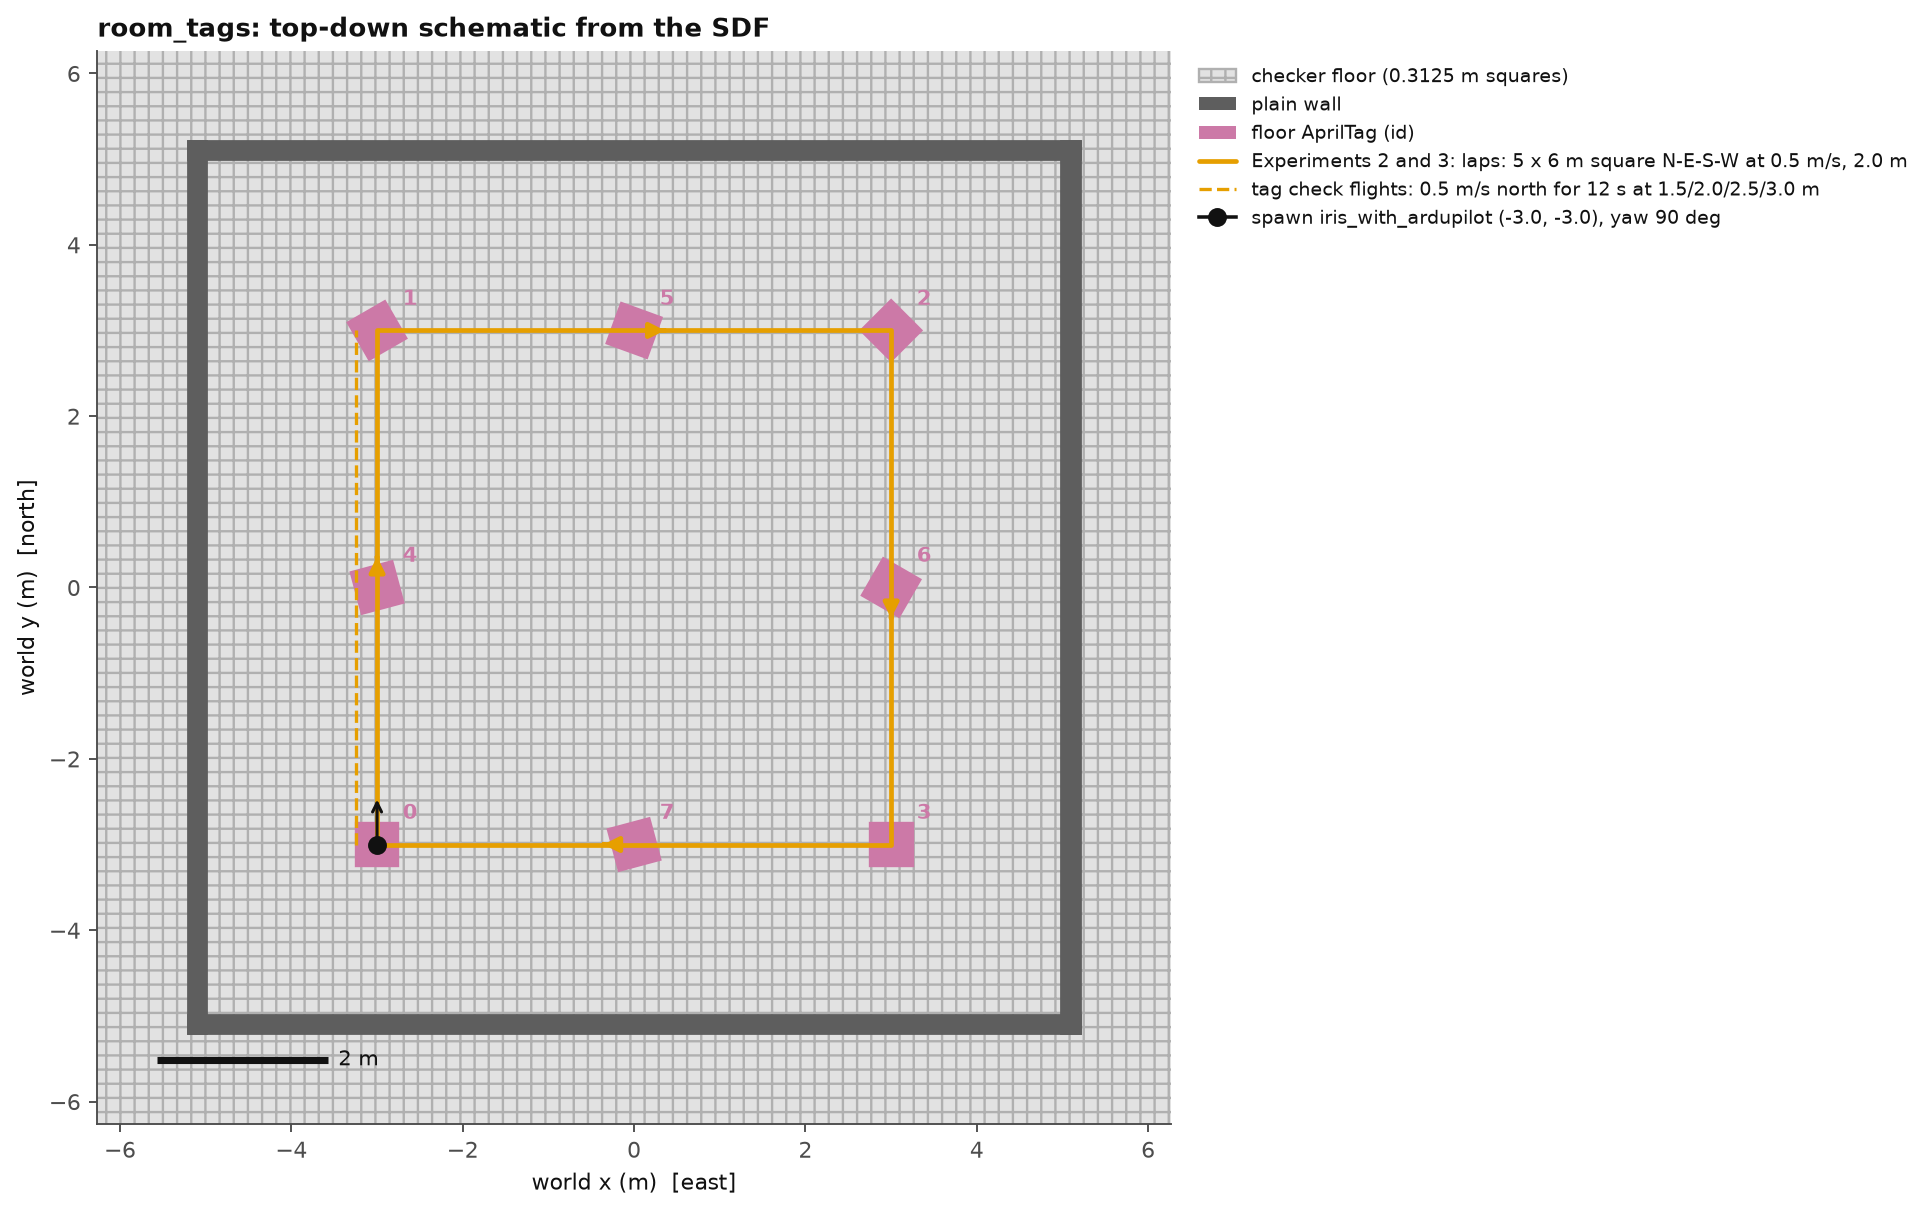 room_tags: top-down schematic from the SDF
checker floor (0.3125 m squares)
plain wall
floor AprilTag (id)
Experiments 2 and 3: laps: 5 x 6 m square N-E-S-W at 0.5 m/s, 2.0 m
tag check flights: 0.5 m/s north for 12 s at 1.5/2.0/2.5/3.0 m
spawn iris_with_ardupilot (-3.0, -3.0), yaw 90 deg
6
4
2
0
−2
−4
−6
world y (m) [north]
1
5
2
4
6
0
7
3
2 m
−6
−4
−2
0
2
4
6
world x (m) [east]